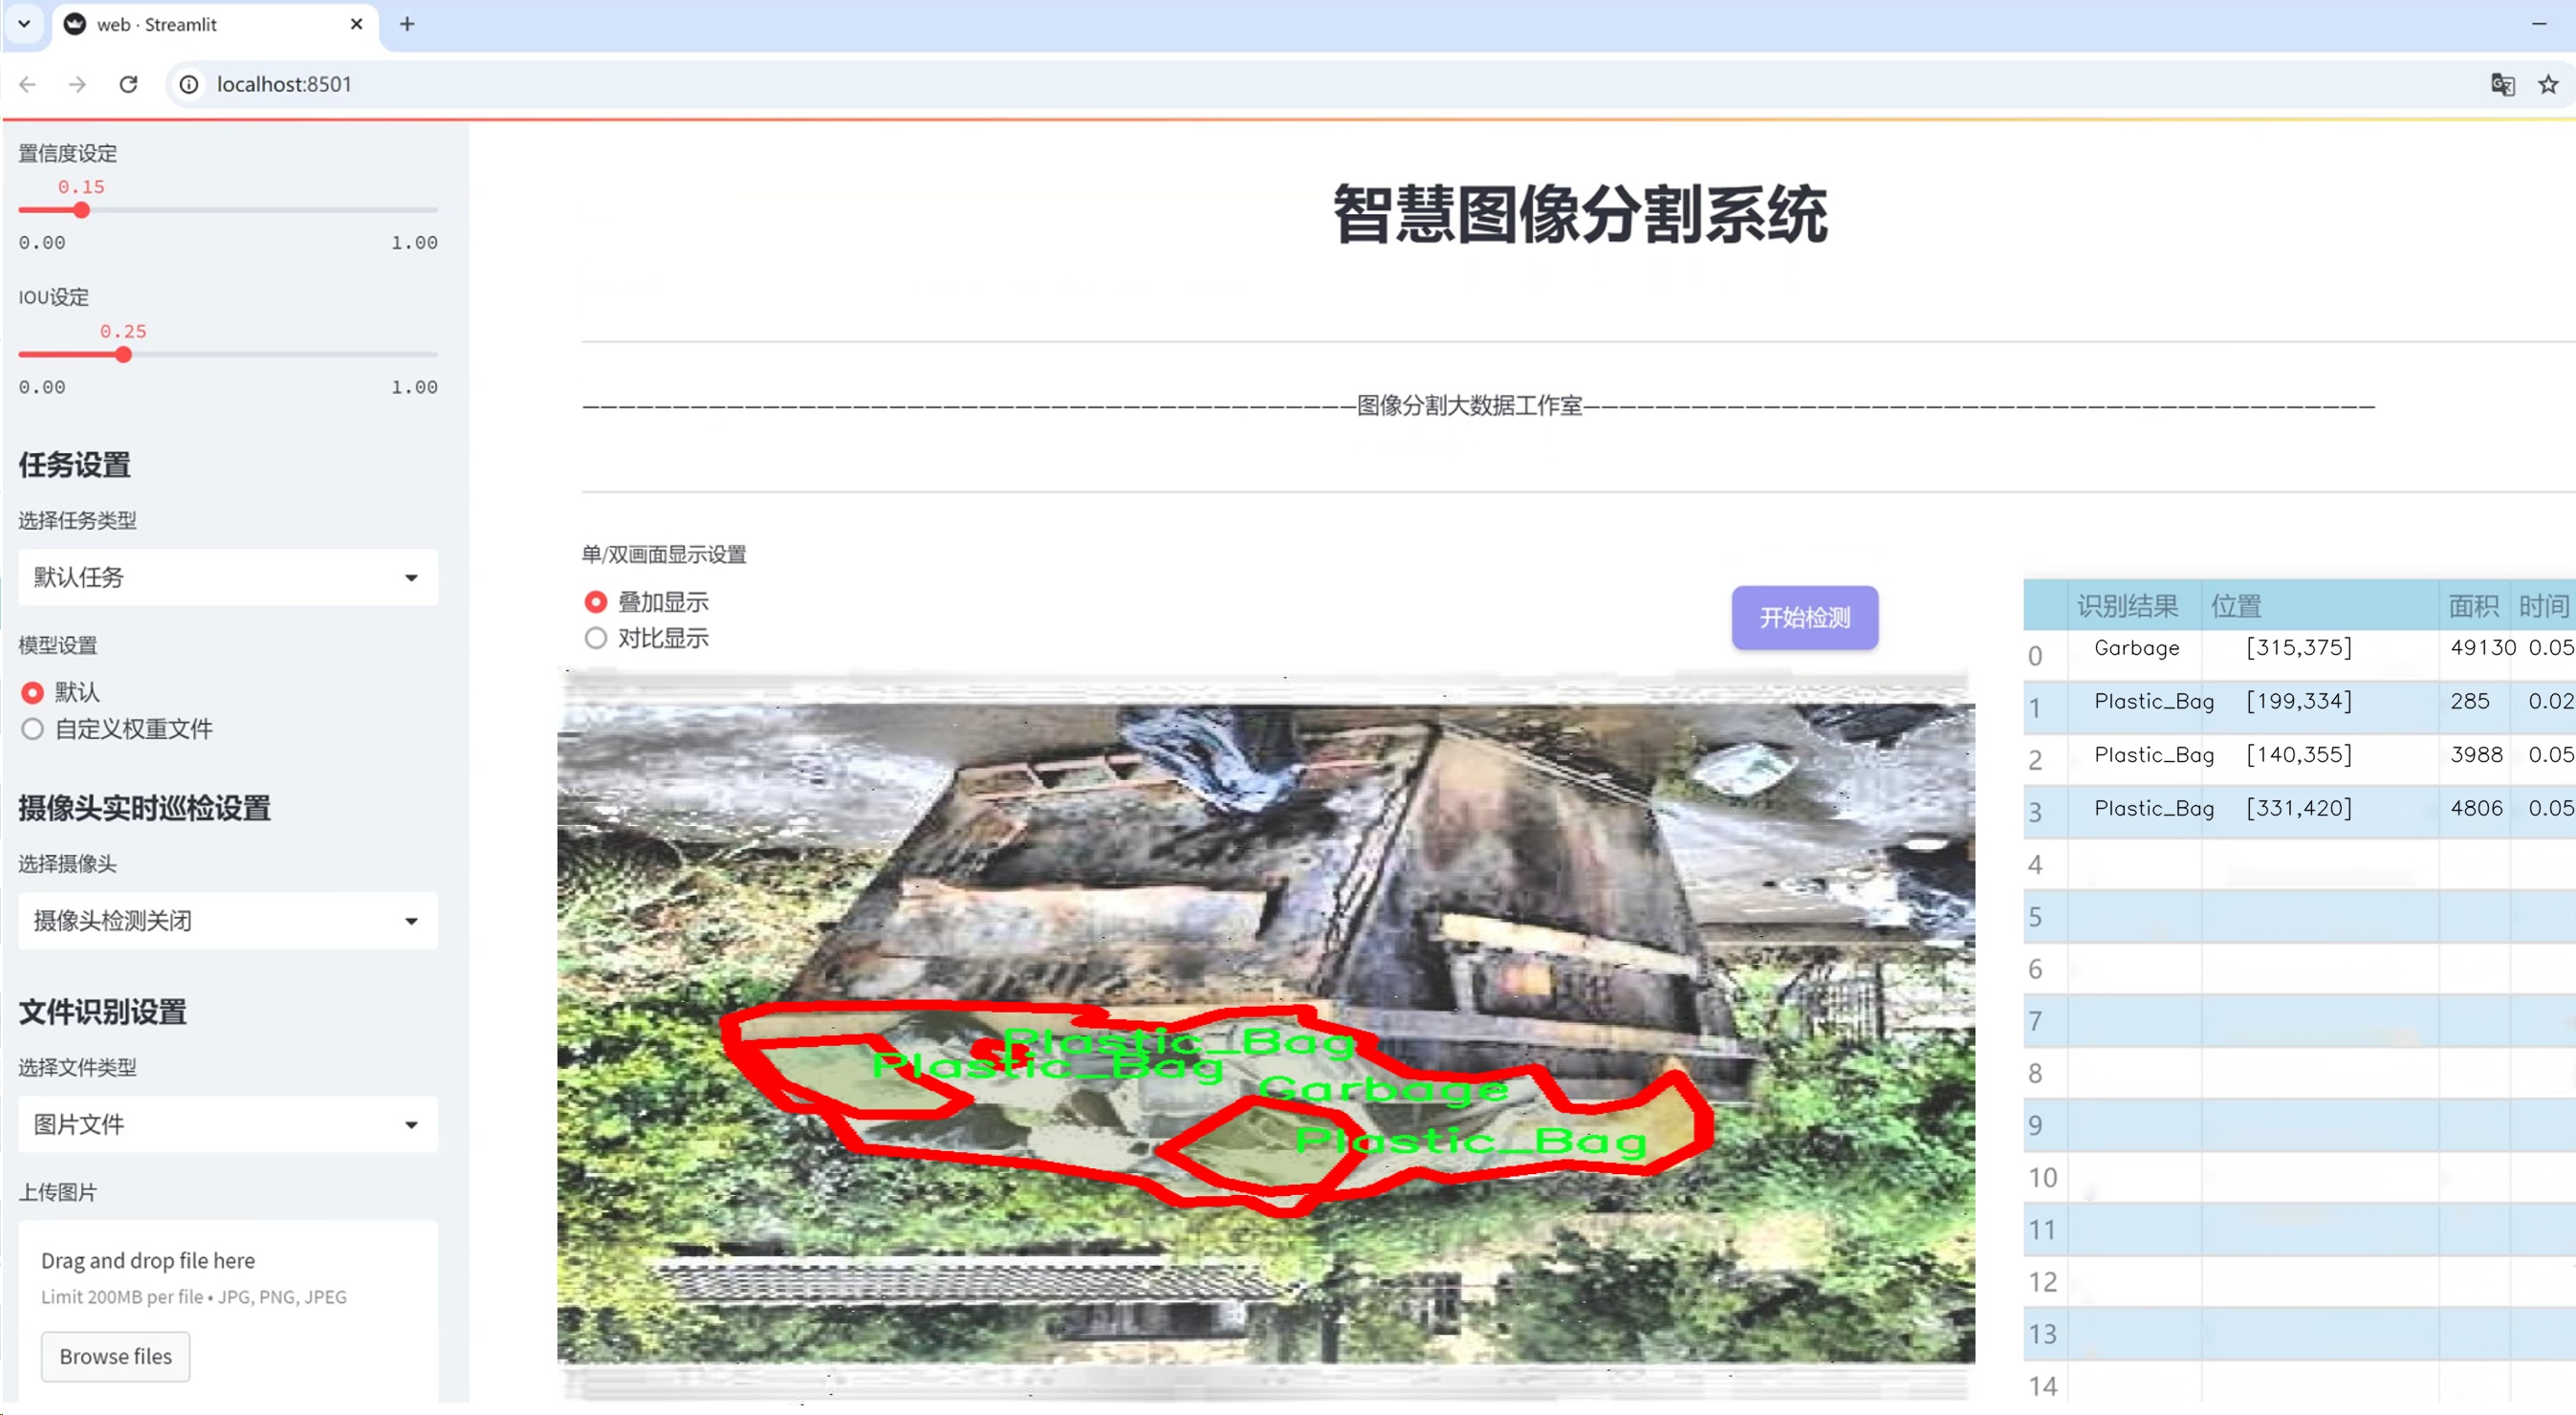 web · Streamlit
localhost:8501
置信度设定
0.15
0.00 1.00
IOU设定
0.25
0.00 1.00
任务设置
选择任务类型
默认任务
模型设置
默认
自定义权重文件
摄像头实时巡检设置
选择摄像头
摄像头检测关闭
文件识别设置
选择文件类型
图片文件
上传图片
Drag and drop file here
Limit 200MB per file • JPG, PNG, JPEG
Browse files
智慧图像分割系统
图像分割大数据工作室
单/双画面显示设置
叠加显示
对比显示
开始检测
Plastic_Bag
Plastic_Bag
Garbage
Plastic_Bag
识别结果 位置 面积 时间
0 Garbage [315,375] 49130 0.05
1 Plastic_Bag [199,334] 285 0.02
2 Plastic_Bag [140,355] 3988 0.05
3 Plastic_Bag [331,420] 4806 0.05
4
5
6
7
8
9
10
11
12
13
14